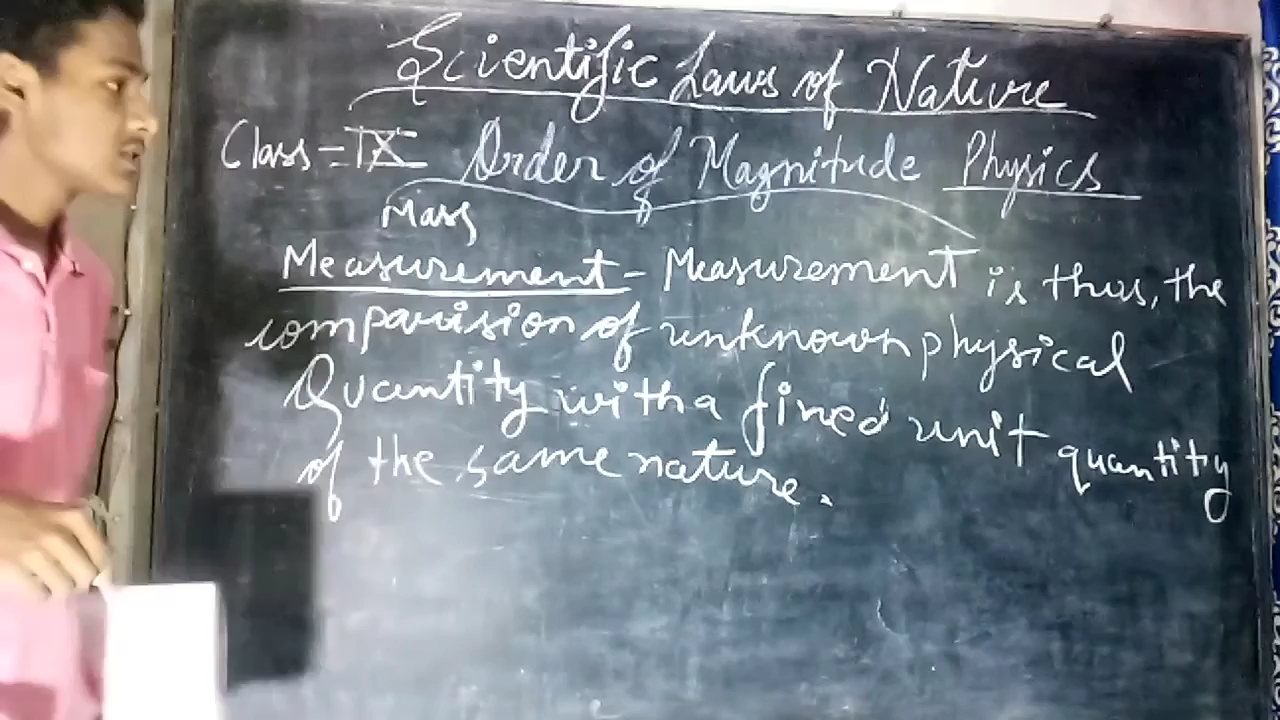 Scientific Laws of Nature
Class - IX Order of Magnitude Physics
Mass
Measurement - Measurement is thus, the
comparision of unknown physical
Quantity with a fined unit quantity
of the same nature.